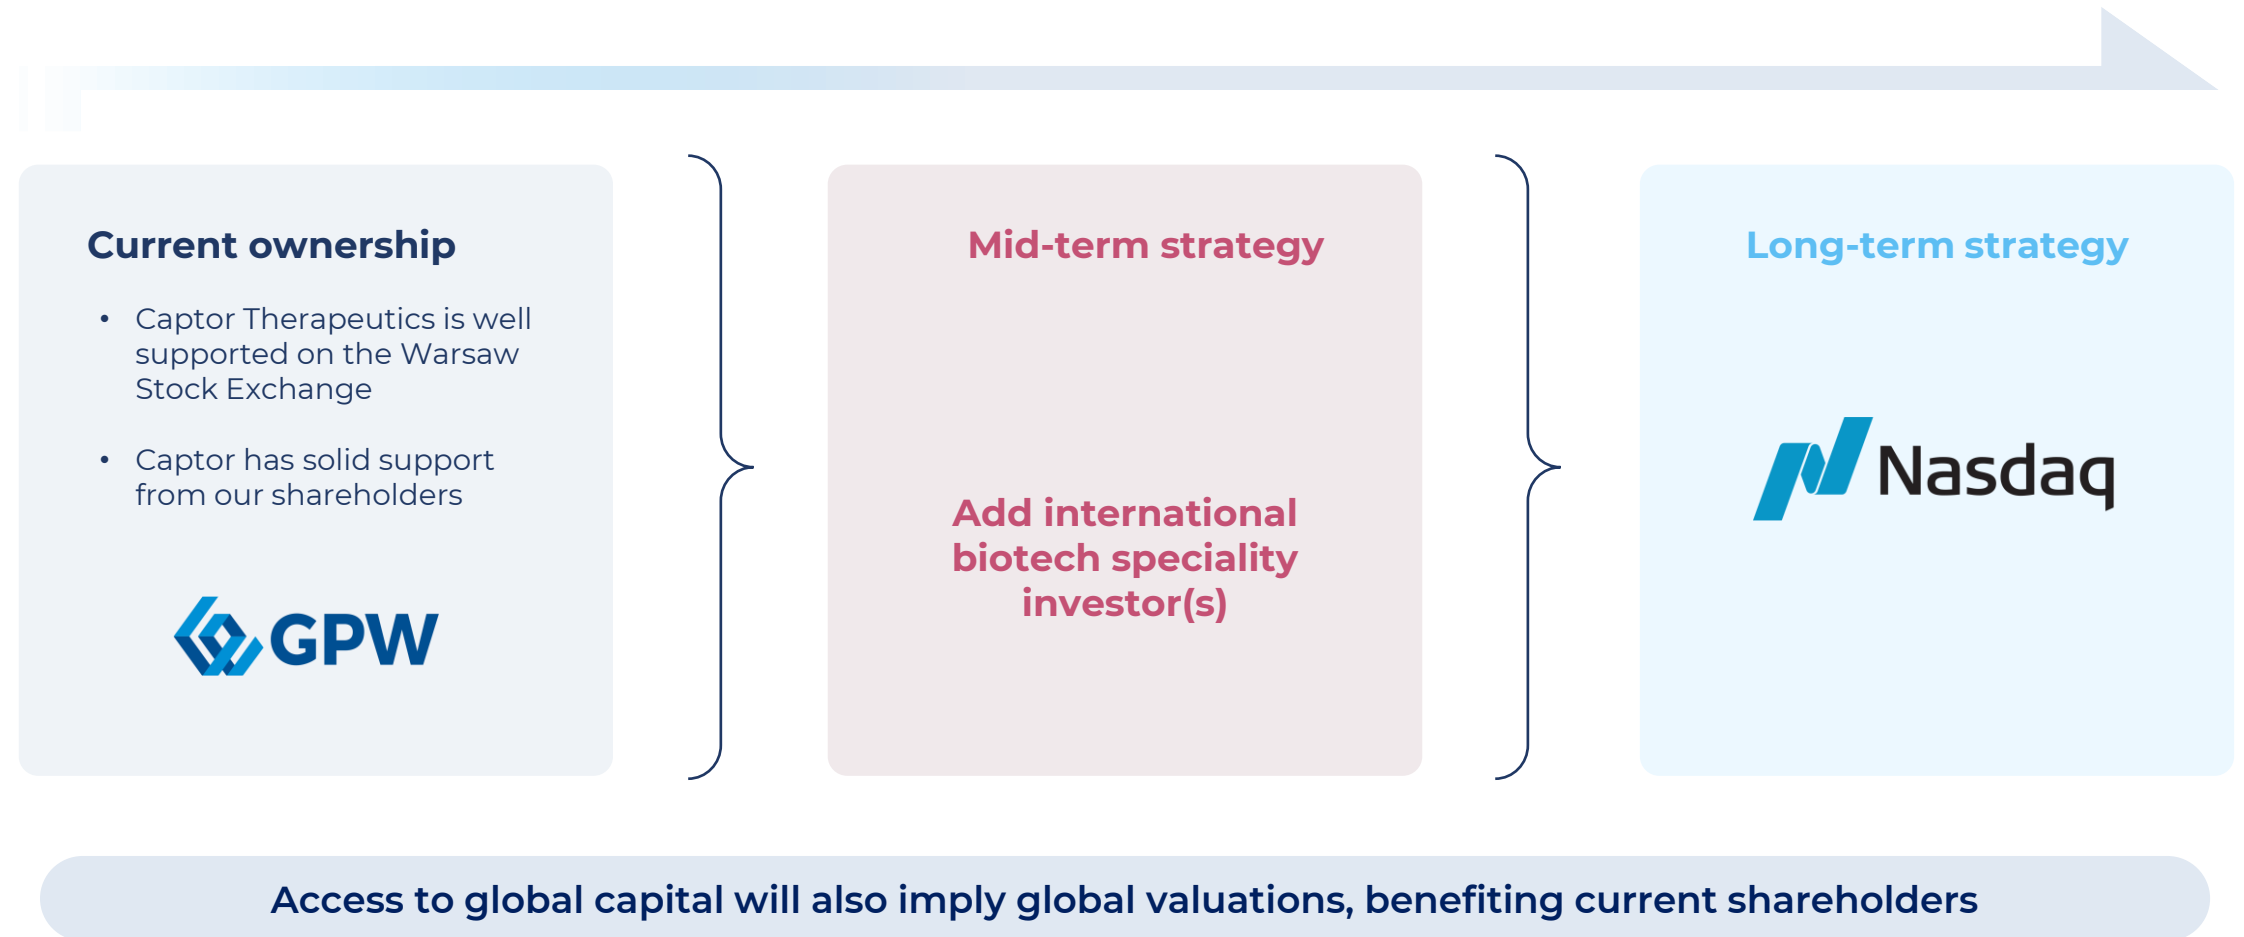 Current ownership
• Captor Therapeutics is well
supported on the Warsaw
Stock Exchange
• Captor has solid support
from our shareholders
GPW
Mid-term strategy
Add international
biotech speciality
investor(s)
Long-term strategy
Nasdaq
Access to global capital will also imply global valuations, benefiting current shareholders